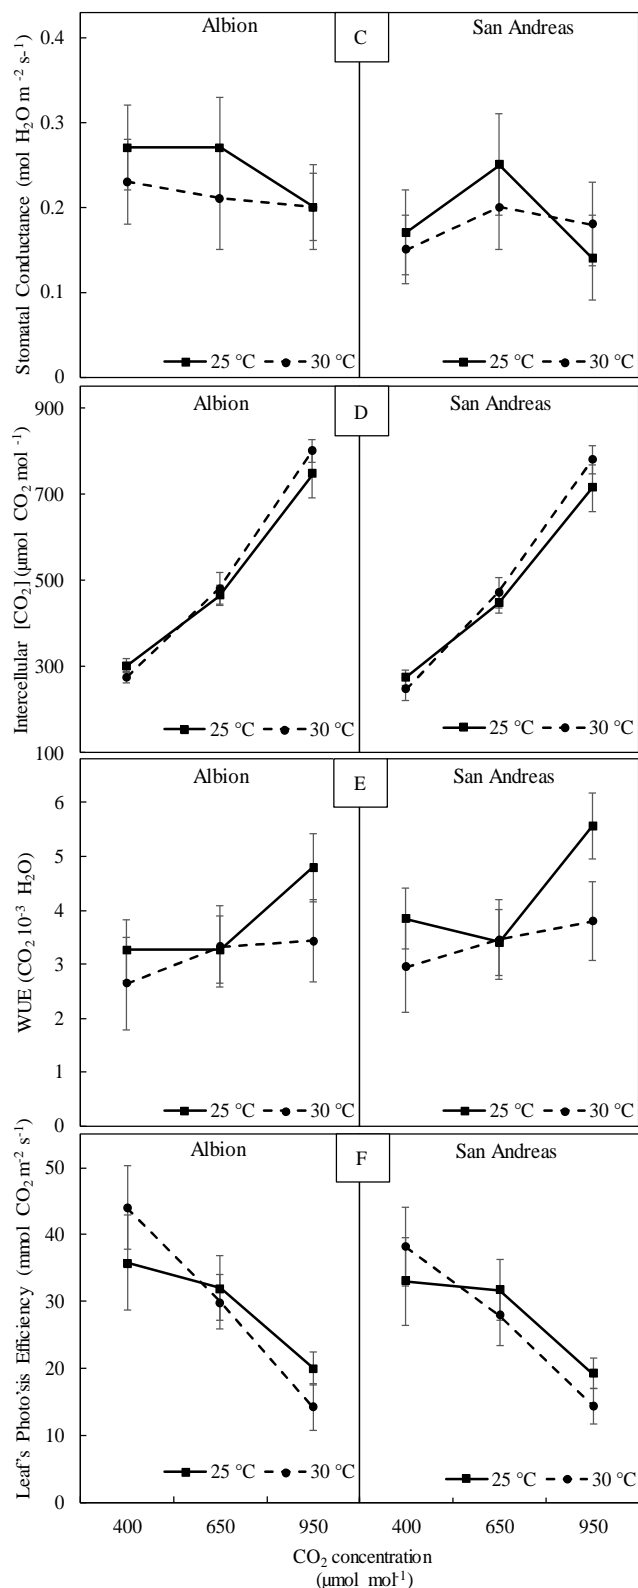 Albion C San Andreas
0.4
0.3
0.2
0.1
0
Stomatal Conductance (mol H₂O m ⁻² s⁻¹)
25 °C 30 °C 25 °C 30 °C
Albion D San Andreas
900
700
500
300
100
Intercellular [CO₂] (µmol CO₂ mol ⁻¹)
25 °C 30 °C 25 °C 30 °C
Albion E San Andreas
6
5
4
3
2
1
0
WUE (CO₂ 10⁻³ H₂O)
25 °C 30 °C 25 °C 30 °C
Albion F San Andreas
50
40
30
20
10
0
Leaf's Photo'sis Efficiency (mmol CO₂ m⁻² s⁻¹)
25 °C 30 °C 25 °C 30 °C
400 650 950 400 650 950
CO₂ concentration
(µmol mol⁻¹)